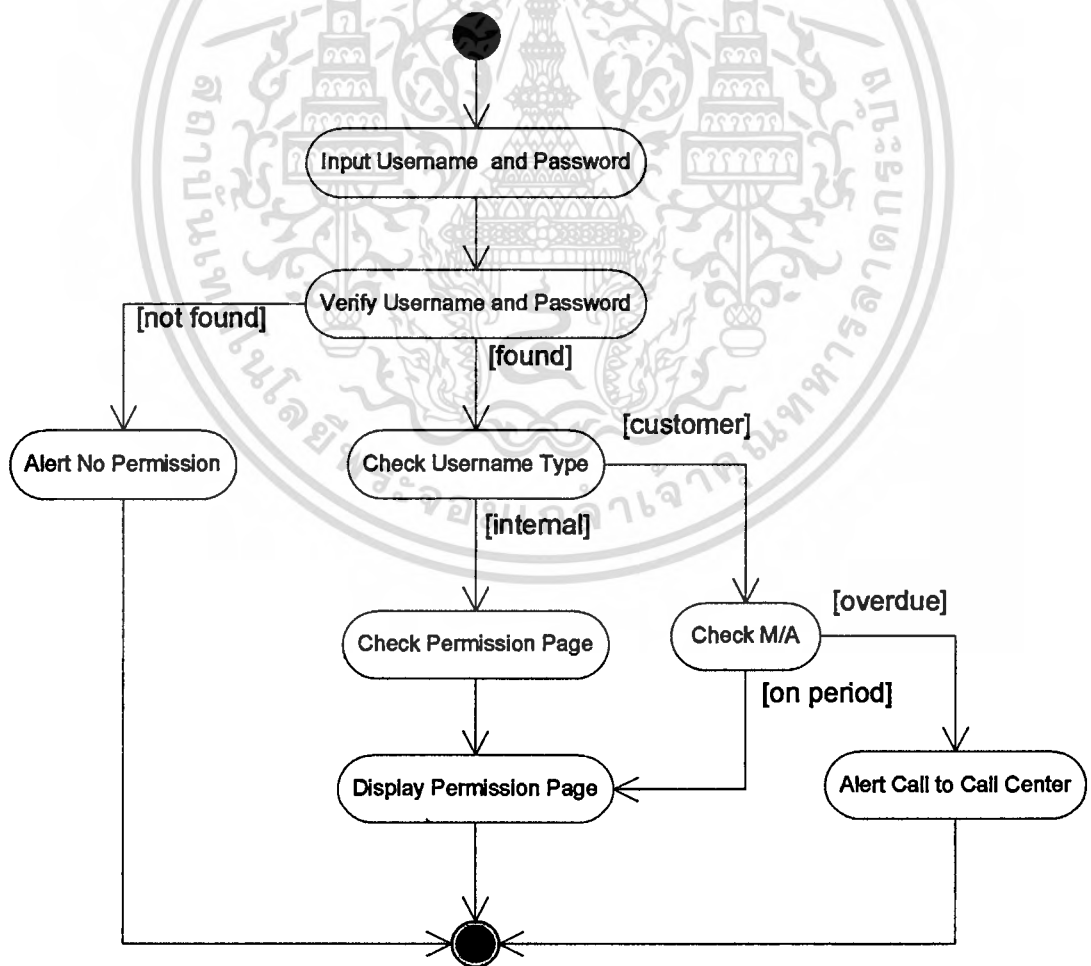 Input Username and Password
Verify Username and Password
[not found]
[found]
[customer]
Alert No Permission
Check Username Type
[internal]
[overdue]
Check Permission Page
Check M/A
[on period]
Display Permission Page
Alert Call to Call Center